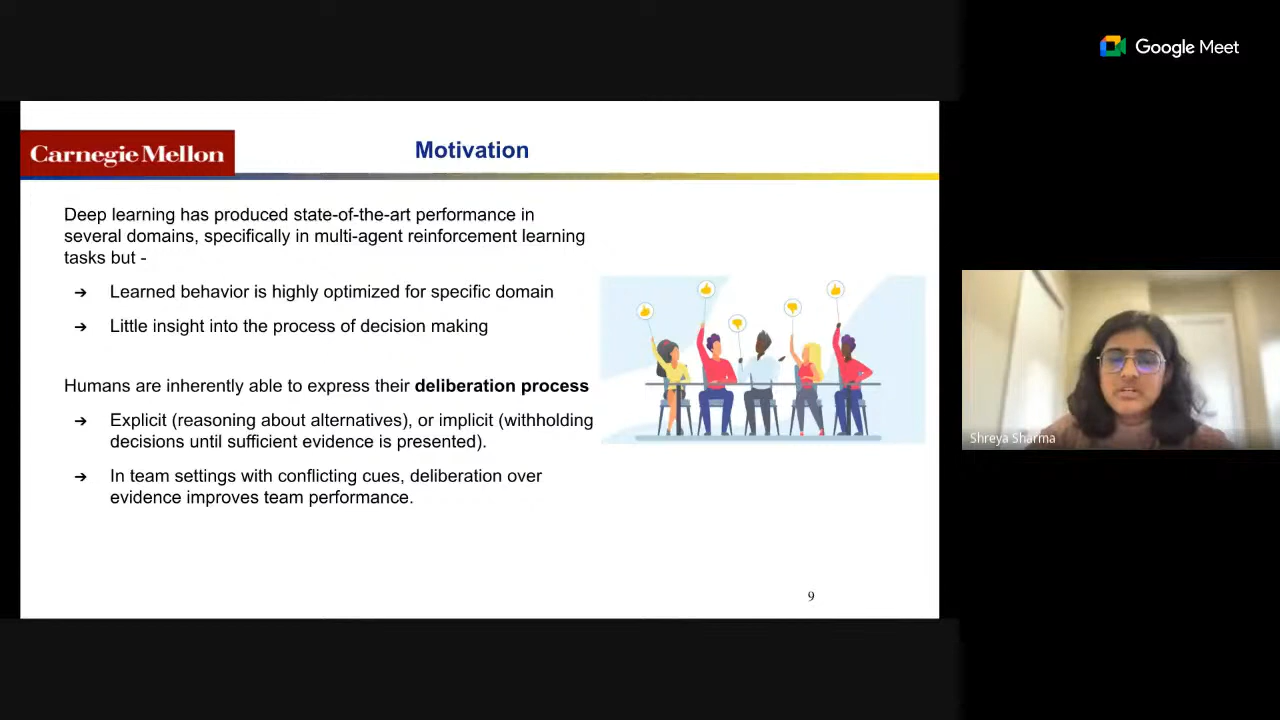 Google Meet
Carnegie Mellon
Motivation
Deep learning has produced state-of-the-art performance in
several domains, specifically in multi-agent reinforcement learning
tasks but -
➔ Learned behavior is highly optimized for specific domain
➔ Little insight into the process of decision making
Humans are inherently able to express their deliberation process
➔ Explicit (reasoning about alternatives), or implicit (withholding
decisions until sufficient evidence is presented).
➔ In team settings with conflicting cues, deliberation over
evidence improves team performance.
9
Shreya Sharma